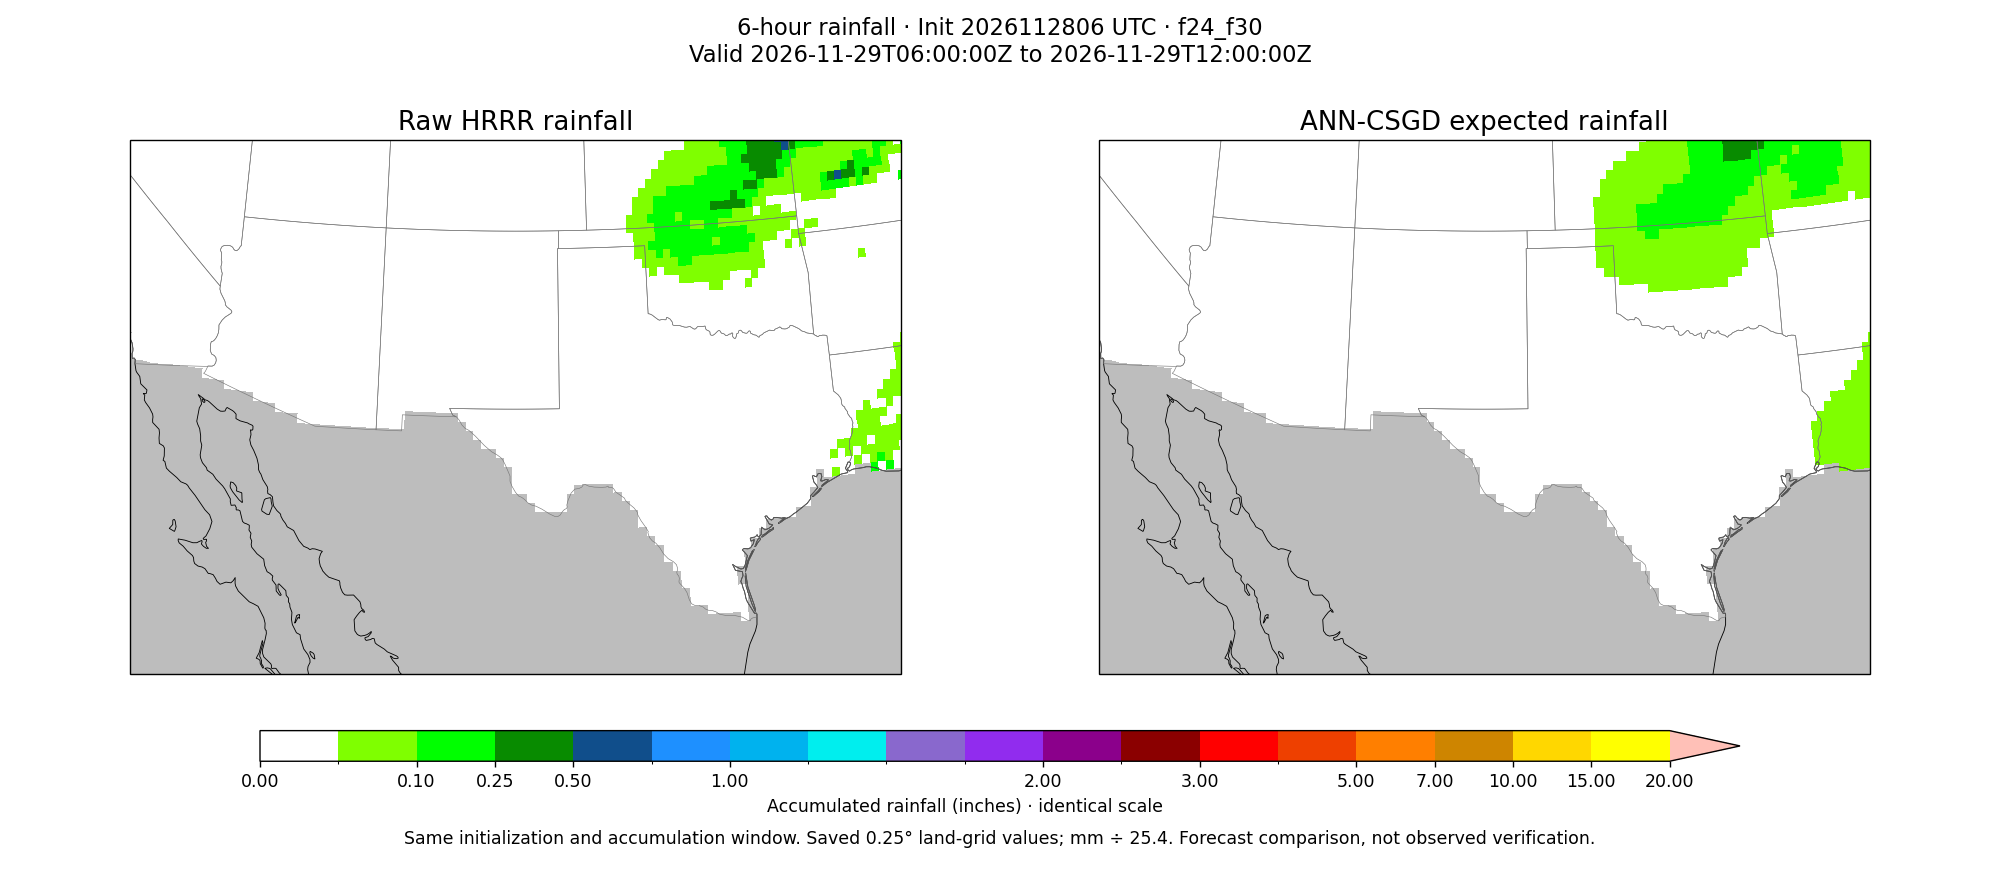 6-hour rainfall · Init 2026112806 UTC · f24_f30
Valid 2026-11-29T06:00:00Z to 2026-11-29T12:00:00Z
Raw HRRR rainfall
ANN-CSGD expected rainfall
0.00 0.10 0.25 0.50 1.00 2.00 3.00 5.00 7.00 10.00 15.00 20.00
Accumulated rainfall (inches) · identical scale
Same initialization and accumulation window. Saved 0.25° land-grid values; mm ÷ 25.4. Forecast comparison, not observed verification.